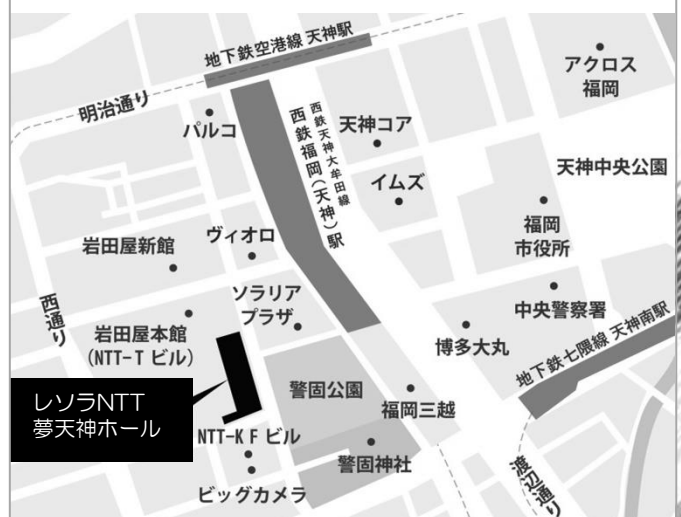 地下鉄空港線 天神駅
明治通り
パルコ
西鉄天神大牟田線
西鉄福岡(天神)駅
天神コア
イムズ
アクロス
福岡
天神中央公園
福岡
市役所
中央警察署
岩田屋新館
ヴィオロ
ソラリア
プラザ
西通り
岩田屋本館
(NTT-T ビル)
博多大丸
地下鉄七隈線 天神南駅
レソラNTT
夢天神ホール
警固公園
福岡三越
NTT-KF ビル
警固神社
ビッグカメラ
渡辺通り